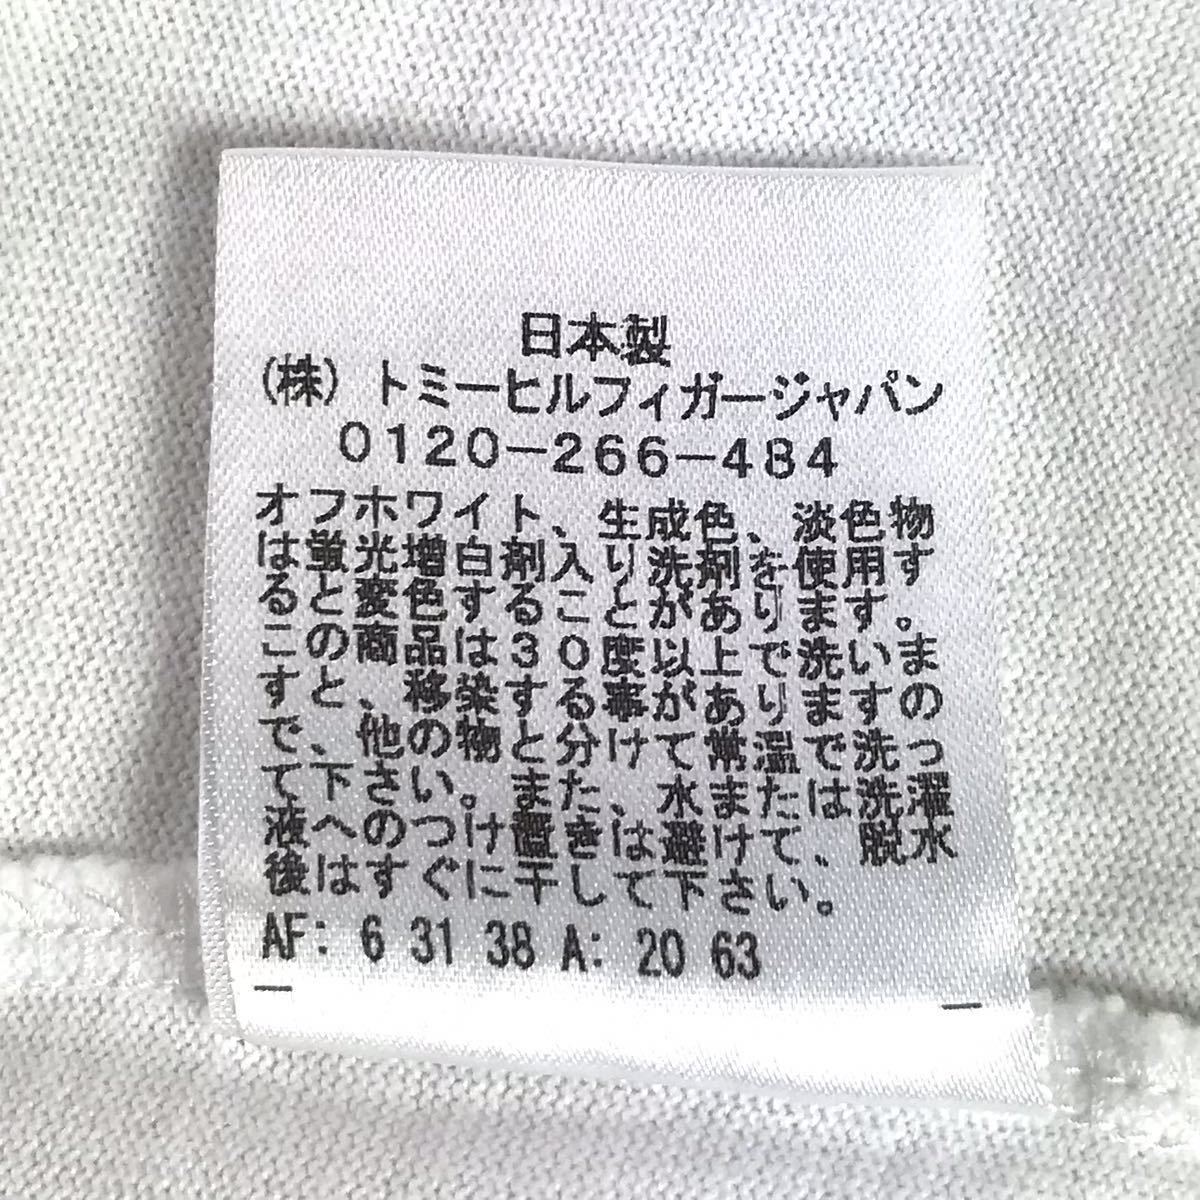 日本製
(株) トミーヒルフィガージャパン
0120-266-484
オフホワイト、生成色、淡色物
は蛍光増白剤入り洗剤を使用す
ると変色することがあります。
この商品は30度以上で洗いま
すと、移染する事がありますの
で、他の物と分けて常温で洗っ
て下さい。また、水または洗濯
液へのつけ置きは避けて、脱水
後はすぐに干して下さい。
AF: 6 31 38 A: 20 63